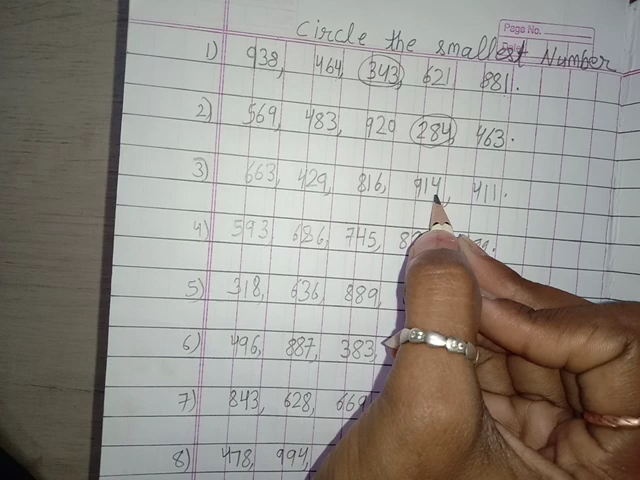 Page No.
Circle the smallest Number
1) 938, 464, 343, 621 881.
2) 569, 483, 929 284, 463.
3) 663, 429, 816, 914, 411.
4) 593, 686, 745,
5) 318, 636, 889,
6) 496, 887, 383,
7) 843, 628, 669
8) 478, 994,